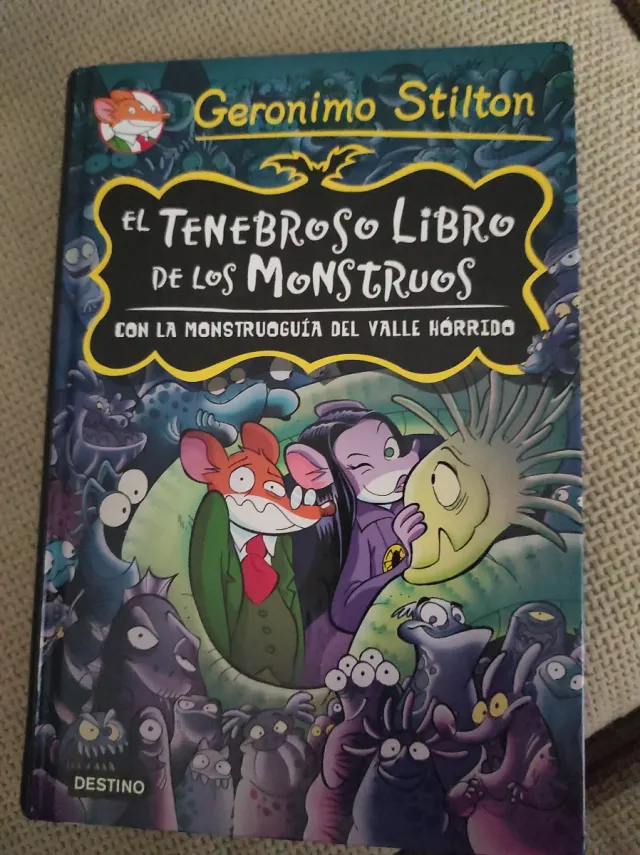 Geronimo Stilton
EL TENEBROSO LIBRO
DE LOS MONSTRUOS
CON LA MONSTRUOGUÍA DEL VALLE HÓRRIDO
DESTINO